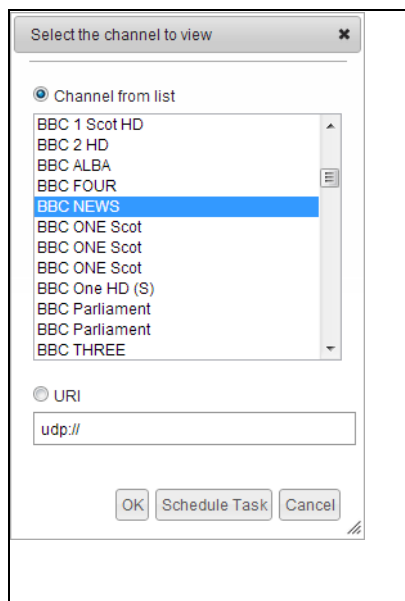 Select the channel to view
Channel from list
BBC 1 Scot HD
BBC 2 HD
BBC ALBA
BBC FOUR
BBC NEWS
BBC ONE Scot
BBC ONE Scot
BBC ONE Scot
BBC One HD (S)
BBC Parliament
BBC Parliament
BBC THREE
URI
udp://
OK Schedule Task Cancel